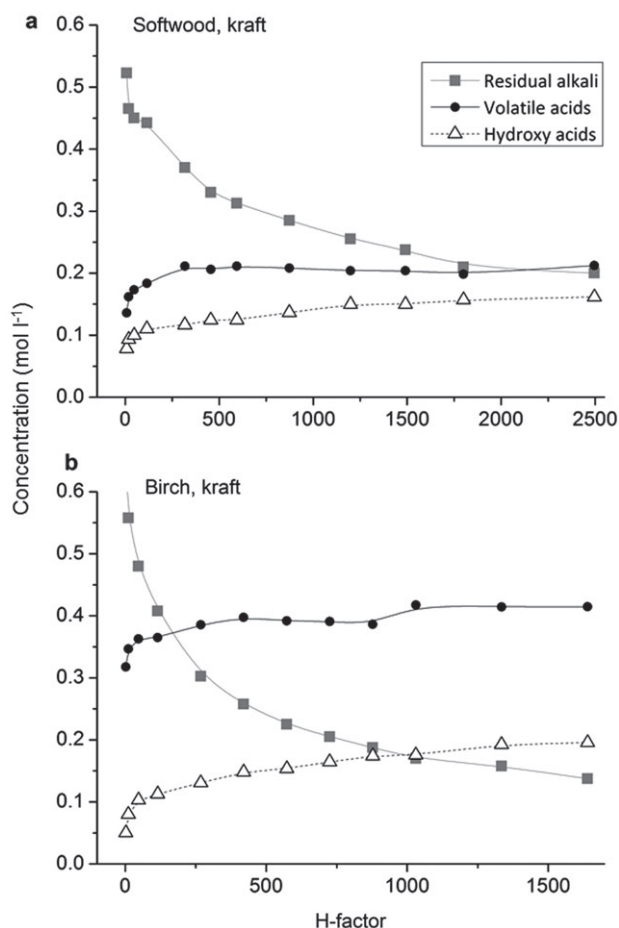 a Softwood, kraft
0.6
0.5
0.4
0.3
0.2
0.1
0.0
Residual alkali
Volatile acids
Hydroxy acids
0 500 1000 1500 2000 2500
Concentration (mol l-1)
b Birch, kraft
0.6
0.5
0.4
0.3
0.2
0.1
0.0
0 500 1000 1500
H-factor